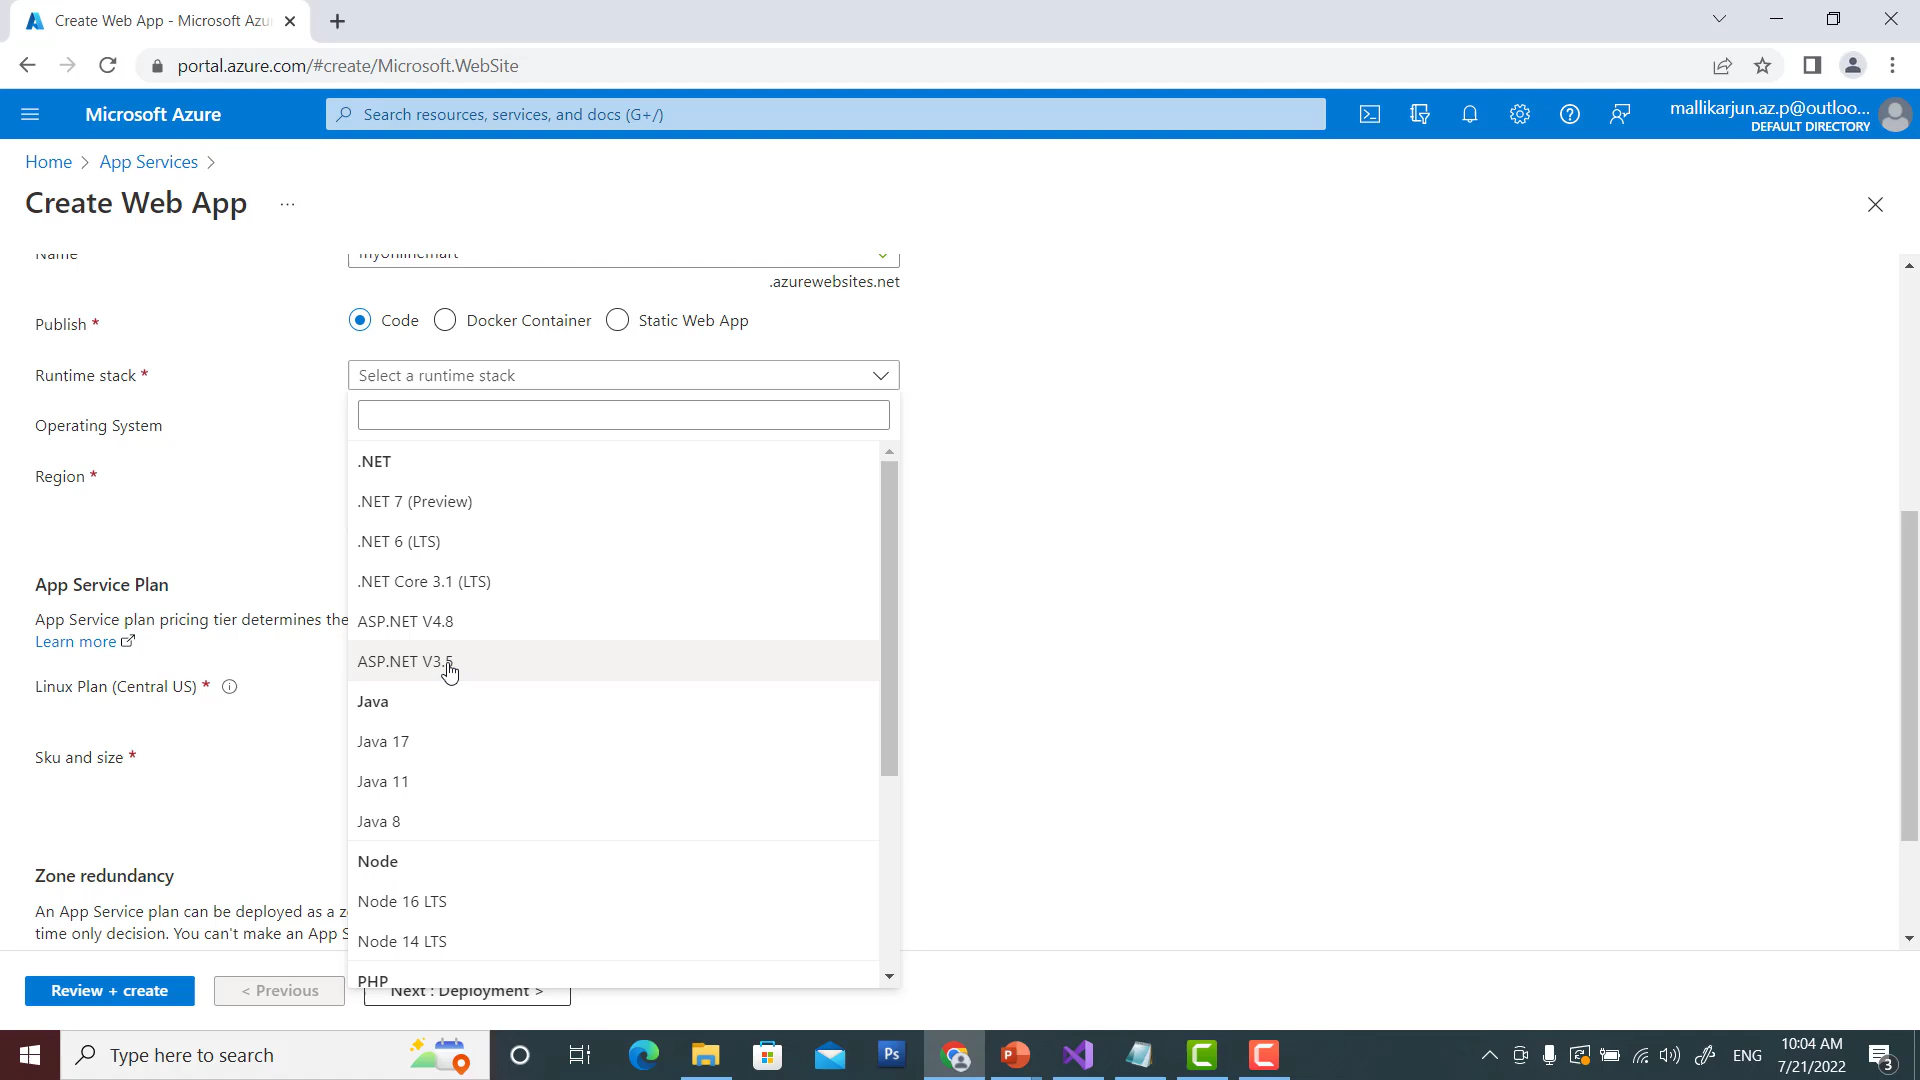 Create Web App - Microsoft Azu
portal.azure.com/#create/Microsoft.WebSite
Microsoft Azure
Search resources, services, and docs (G+/)
mallikarjun.az.p@outloo...
DEFAULT DIRECTORY
Home > App Services >
Create Web App ...
Name
myonlinemart
.azurewebsites.net
Publish *
Code
Docker Container
Static Web App
Runtime stack *
Select a runtime stack
Operating System
Region *
.NET
.NET 7 (Preview)
.NET 6 (LTS)
.NET Core 3.1 (LTS)
ASP.NET V4.8
ASP.NET V3.5
Java
Java 17
Java 11
Java 8
Node
Node 16 LTS
Node 14 LTS
PHP
App Service Plan
App Service plan pricing tier determines the
Learn more
Linux Plan (Central US) *
Sku and size *
Zone redundancy
An App Service plan can be deployed as a z
time only decision. You can't make an App S
Review + create
< Previous
Next : Deployment >
Type here to search
Ps
ENG
10:04 AM
7/21/2022
3